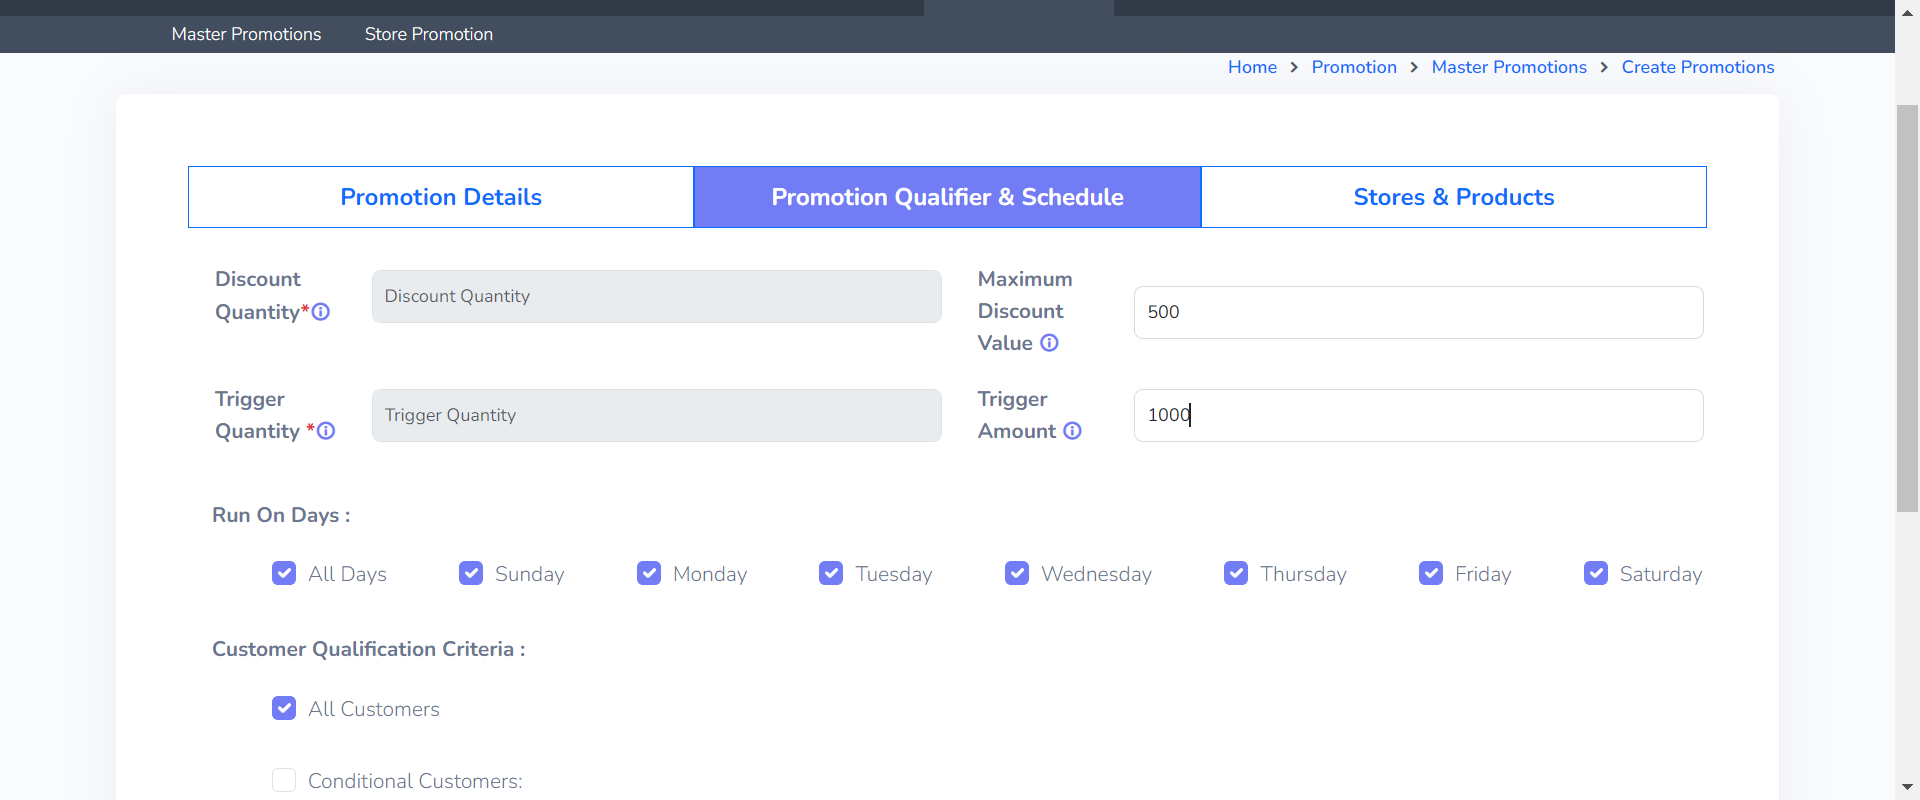 Master Promotions Store Promotion
Home > Promotion > Master Promotions > Create Promotions
Promotion Details Promotion Qualifier & Schedule Stores & Products
Discount
Quantity*
Discount Quantity
Maximum
Discount
Value
500
Trigger
Quantity *
Trigger Quantity
Trigger
Amount
1000
Run On Days :
All Days Sunday Monday Tuesday Wednesday Thursday Friday Saturday
Customer Qualification Criteria :
All Customers
Conditional Customers: